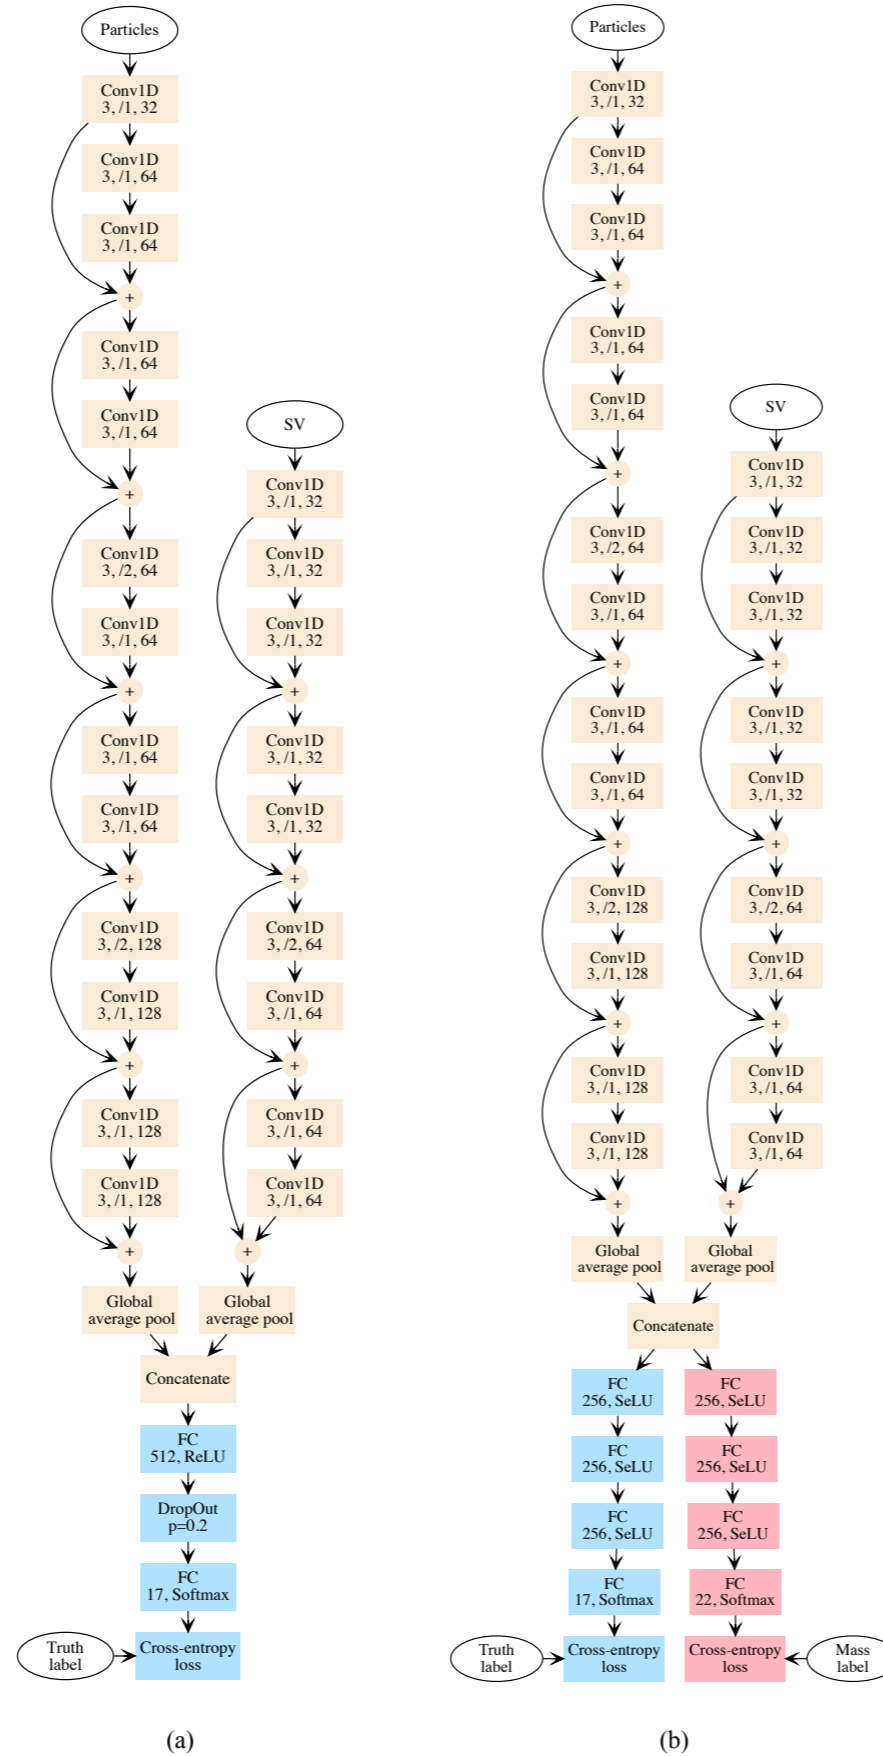 Particles
Conv1D
3, /1, 32
Conv1D
3, /1, 64
Conv1D
3, /1, 64
+
Conv1D
3, /1, 64
Conv1D
3, /1, 64
+
Conv1D
3, /2, 64
Conv1D
3, /1, 64
+
Conv1D
3, /1, 64
Conv1D
3, /1, 64
+
Conv1D
3, /2, 128
Conv1D
3, /1, 128
+
Conv1D
3, /1, 128
Conv1D
3, /1, 128
+
Global
average pool
SV
Conv1D
3, /1, 32
Conv1D
3, /1, 32
Conv1D
3, /1, 32
+
Conv1D
3, /1, 32
Conv1D
3, /1, 32
+
Conv1D
3, /2, 64
Conv1D
3, /1, 64
+
Conv1D
3, /1, 64
Conv1D
3, /1, 64
+
Global
average pool
Concatenate
FC
512, ReLU
DropOut
p=0.2
FC
17, Softmax
Truth
label
Cross-entropy
loss
(a)
Particles
Conv1D
3, /1, 32
Conv1D
3, /1, 64
Conv1D
3, /1, 64
+
Conv1D
3, /1, 64
Conv1D
3, /1, 64
+
Conv1D
3, /2, 64
Conv1D
3, /1, 64
+
Conv1D
3, /1, 64
Conv1D
3, /1, 64
+
Conv1D
3, /2, 128
Conv1D
3, /1, 128
+
Conv1D
3, /1, 128
Conv1D
3, /1, 128
+
Global
average pool
SV
Conv1D
3, /1, 32
Conv1D
3, /1, 32
Conv1D
3, /1, 32
+
Conv1D
3, /1, 32
Conv1D
3, /1, 32
+
Conv1D
3, /2, 64
Conv1D
3, /1, 64
+
Conv1D
3, /1, 64
Conv1D
3, /1, 64
+
Global
average pool
Concatenate
FC
256, SeLU
FC
256, SeLU
FC
256, SeLU
FC
17, Softmax
Truth
label
Cross-entropy
loss
FC
256, SeLU
FC
256, SeLU
FC
256, SeLU
FC
22, Softmax
Cross-entropy
loss
Mass
label
(b)